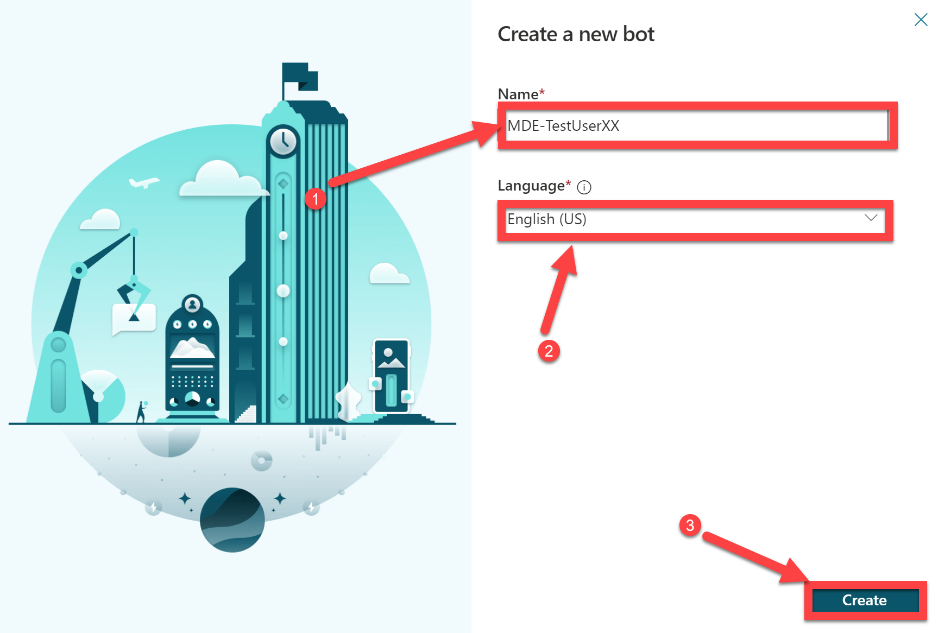 Create a new bot
Name*
MDE-TestUserXX
1
Language*
English (US)
2
3
Create